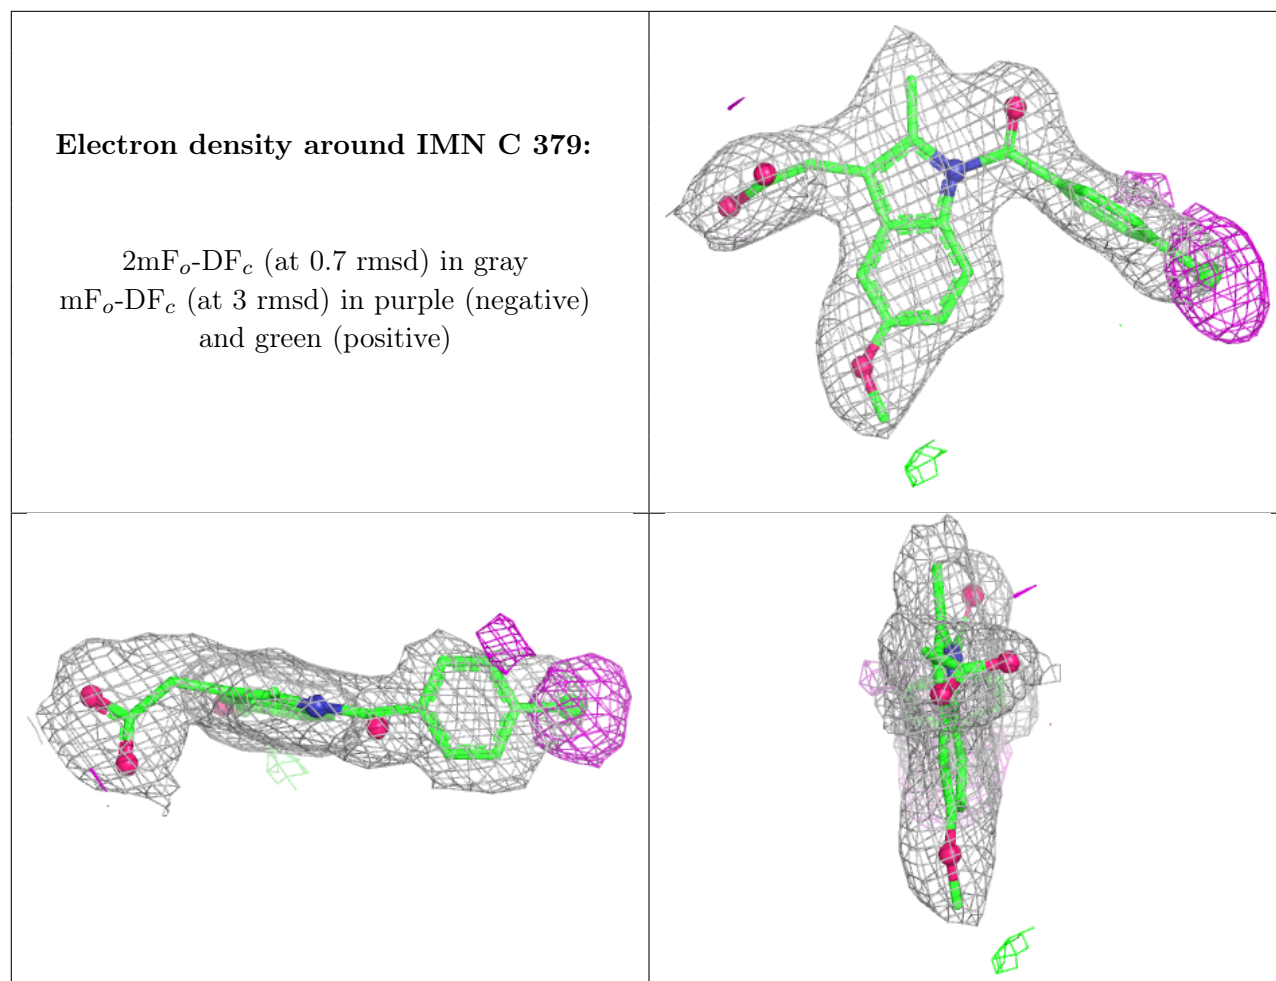 Electron density around IMN C 379:
2mFo-DFc (at 0.7 rmsd) in gray
mFo-DFc (at 3 rmsd) in purple (negative)
and green (positive)